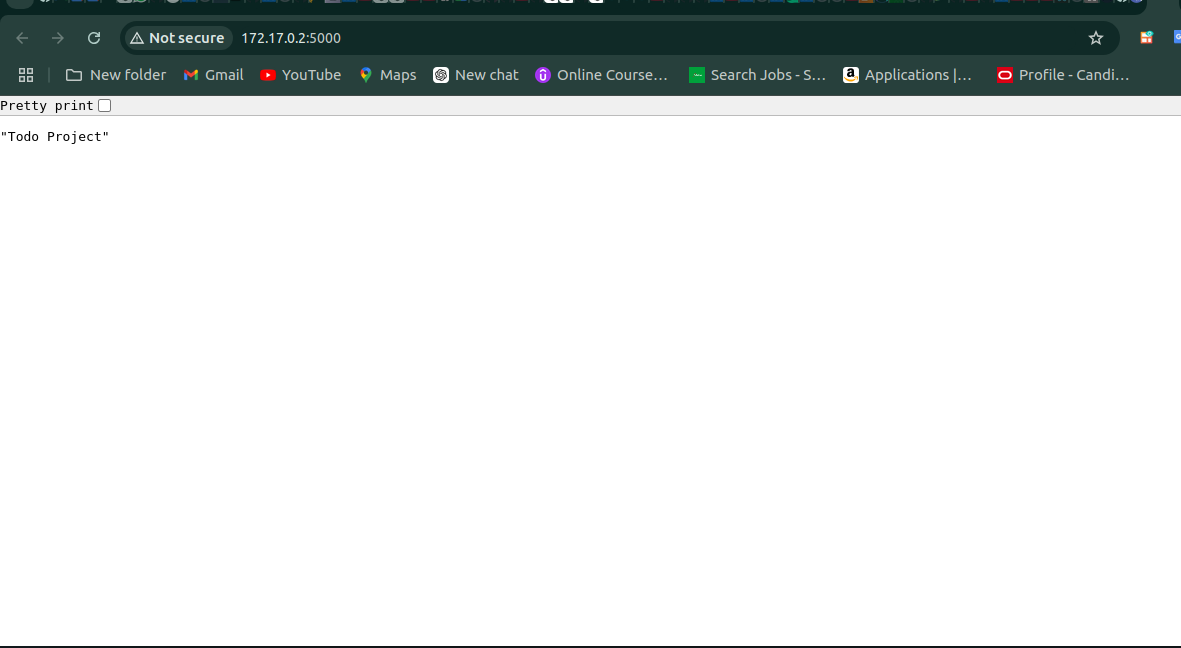 Not secure 172.17.0.2:5000
New folder Gmail YouTube Maps New chat Online Course... Search Jobs - S... Applications |... Profile - Candi...
Pretty print
"Todo Project"